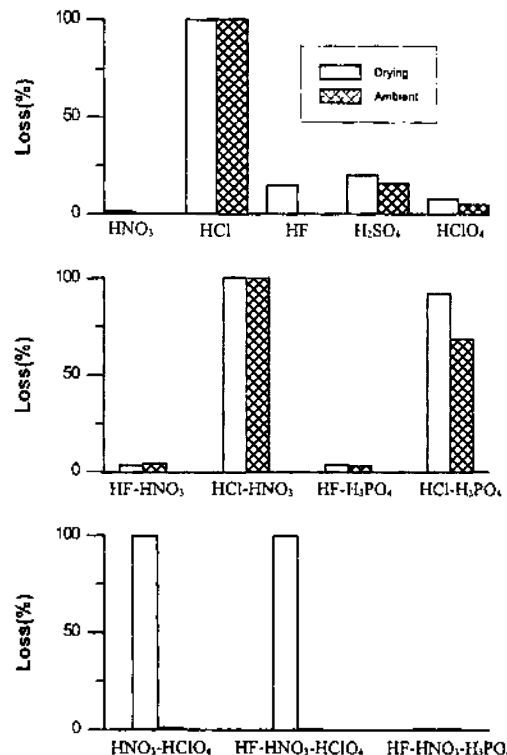 100
Loss(%)
50
0
Drying
Ambient
HNO₃ HCl HF H₂SO₄ HClO₄
100
Loss(%)
50
0
HF-HNO₃ HCl-HNO₃ HF-H₃PO₄ HCl-H₃PO₄
100
Loss(%)
50
0
HNO₃-HClO₄ HF-HNO₃-HClO₄ HF-HNO₃-H₃PO₄